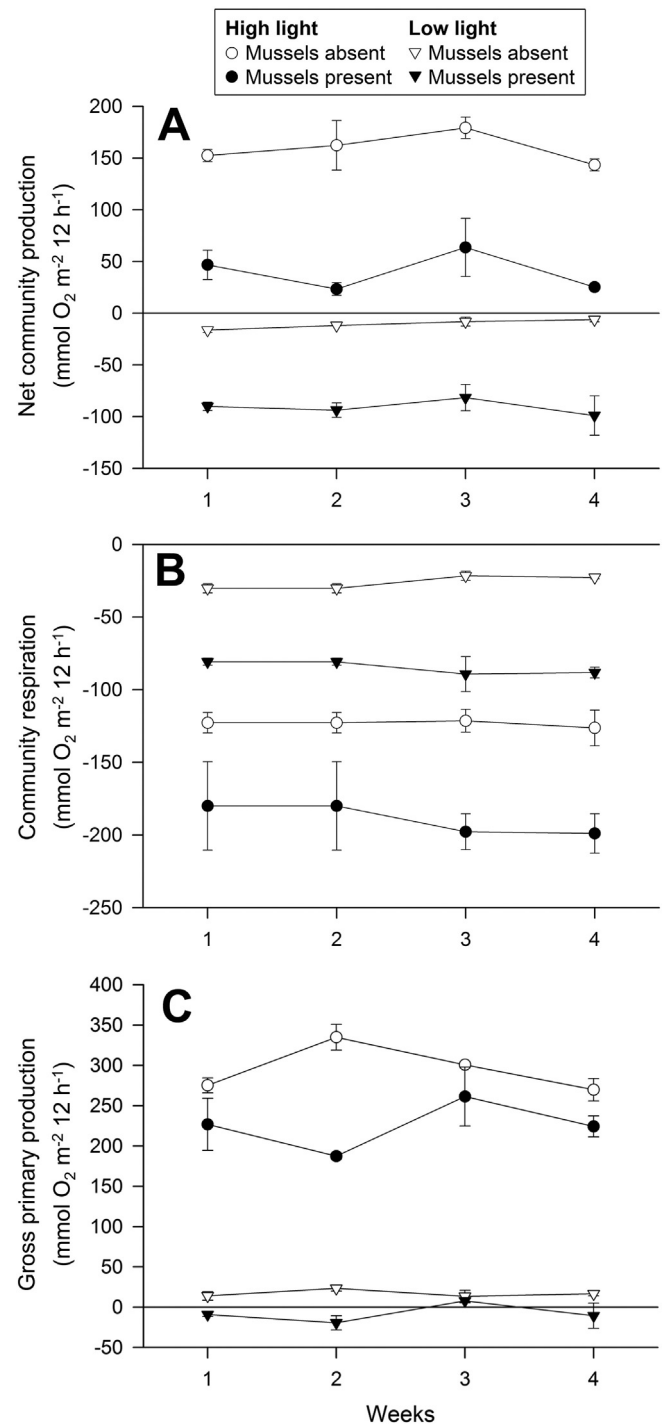 High light Low light
Mussels absent Mussels absent
Mussels present Mussels present
A
Net community production
(mmol O₂ m⁻² 12 h⁻¹)
200
150
100
50
0
-50
-100
-150
1 2 3 4
B
Community respiration
(mmol O₂ m⁻² 12 h⁻¹)
0
-50
-100
-150
-200
-250
1 2 3 4
C
Gross primary production
(mmol O₂ m⁻² 12 h⁻¹)
400
350
300
250
200
150
100
50
0
-50
1 2 3 4
Weeks